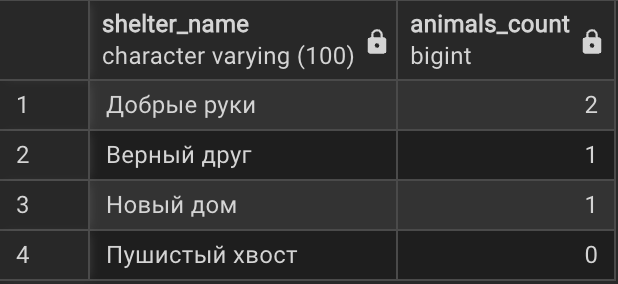 shelter_name animals_count
character varying (100) bigint
1 Добрые руки 2
2 Верный друг 1
3 Новый дом 1
4 Пушистый хвост 0